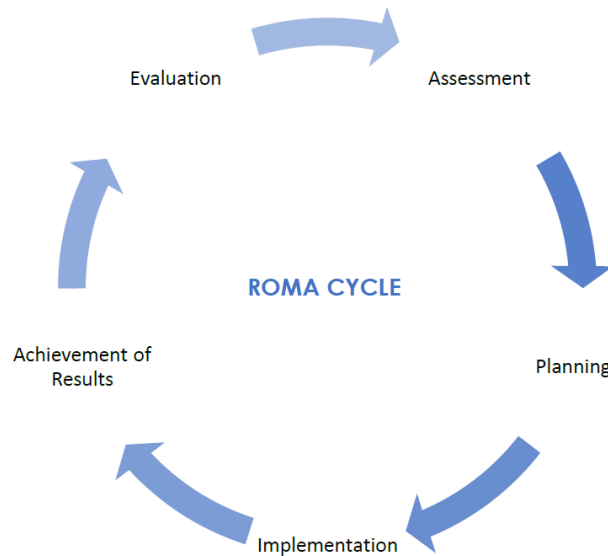 Evaluation
Assessment
ROMA CYCLE
Achievement of
Results
Planning
Implementation